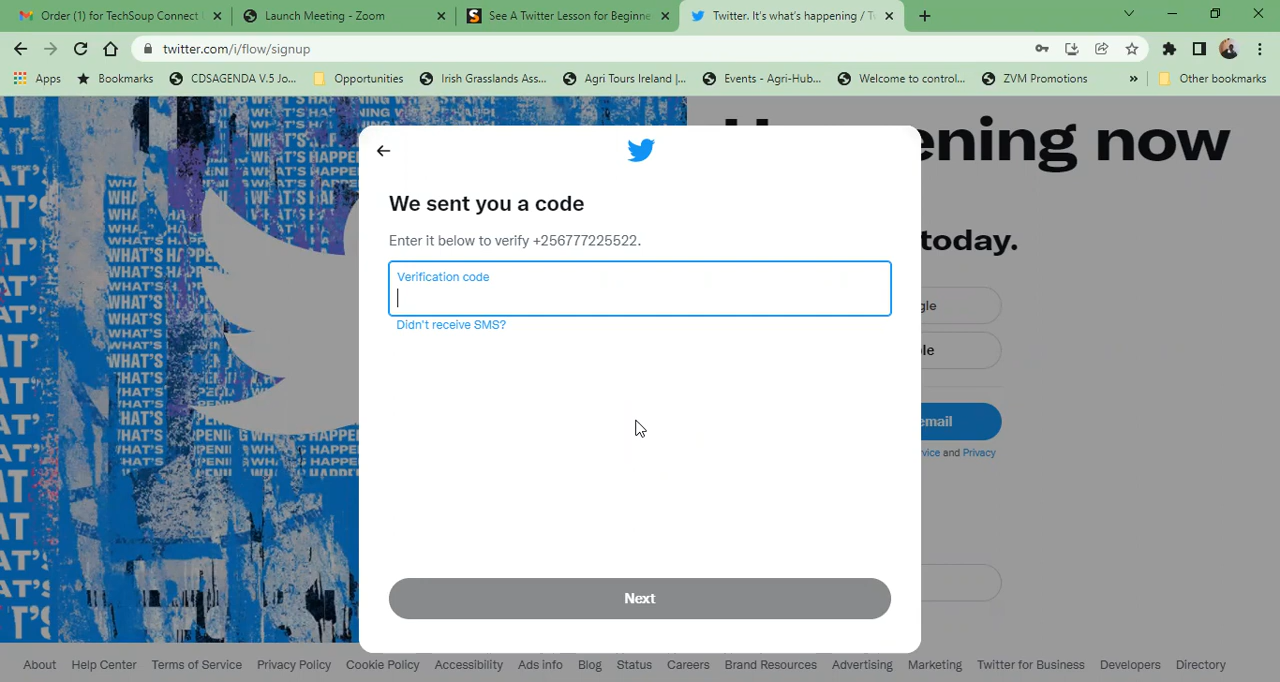 Order (1) for TechSoup Connect
Launch Meeting - Zoom
See A Twitter Lesson for Beginne
Twitter. It's what's happening / T
twitter.com/i/flow/signup
Apps
Bookmarks
CDSAGENDA V.5 Jo...
Opportunities
Irish Grasslands Ass...
Agri Tours Ireland |...
Events - Agri-Hub...
Welcome to control...
ZVM Promotions
»
Other bookmarks
ening now
today.
gle
le
email
vice and Privacy
We sent you a code
Enter it below to verify +256777225522.
Verification code
Didn't receive SMS?
Next
About Help Center Terms of Service Privacy Policy Cookie Policy Accessibility Ads info Blog Status Careers Brand Resources Advertising Marketing Twitter for Business Developers Directory